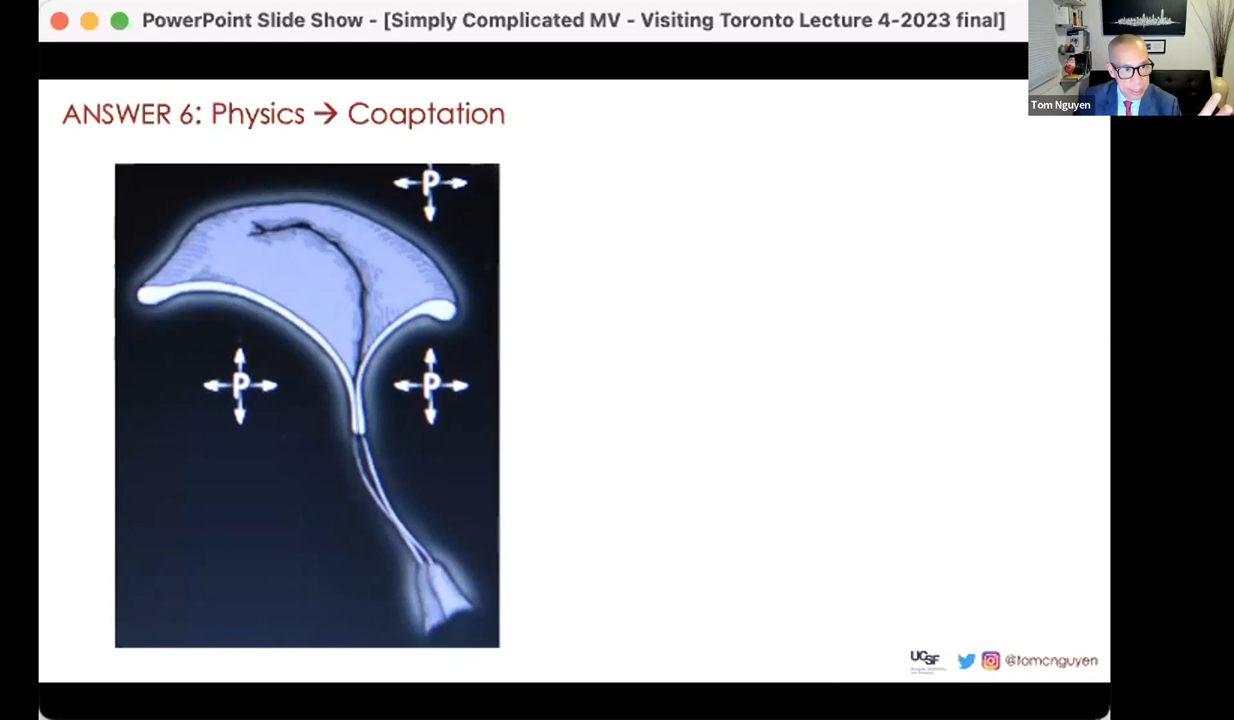 PowerPoint Slide Show - [Simply Complicated MV - Visiting Toronto Lecture 4-2023 final]
Tom Nguyen
ANSWER 6: Physics → Coaptation
P
P
P
UCSF
@tomcnguyen